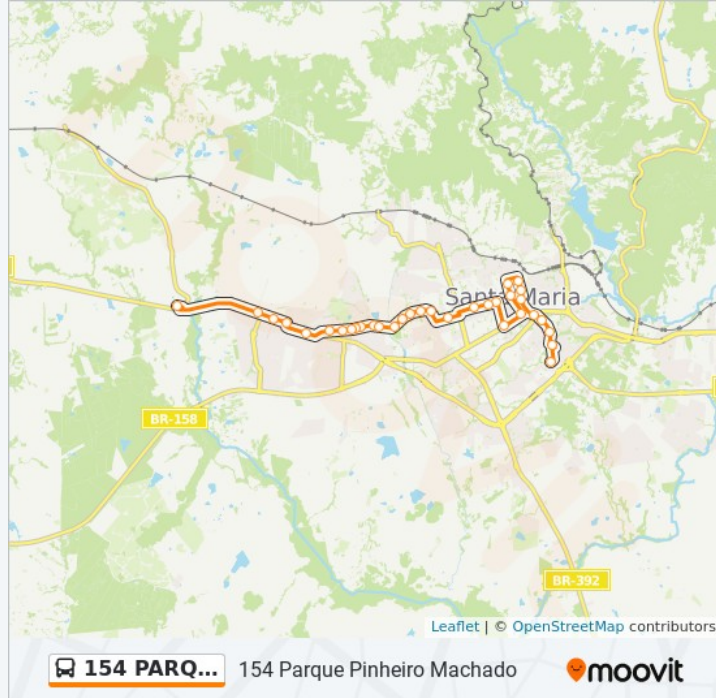 Santa Maria
BR-158
BR-392
Leaflet | © OpenStreetMap contributors
154 PARQ...
154 Parque Pinheiro Machado
moovit